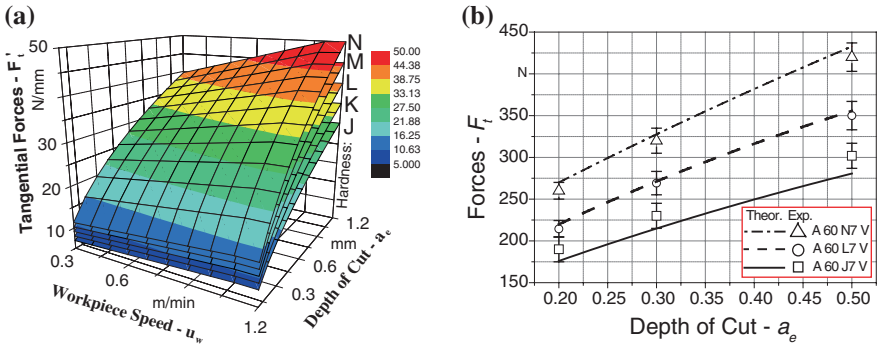 (a)
50
30
20
10
Tangential Forces - F't
N/mm
0.3
0.6
m/min
1.2
Workpiece Speed - uw
0.3
0.6
mm
1.2
Depth of Cut - ae
Hardness:
N
M
L
K
J
50.00
44.38
38.75
33.13
27.50
21.88
16.25
10.63
5.000
(b)
450
N
350
300
250
200
150
Forces - Ft
0.20 0.25 0.30 0.35 0.40 0.45 0.50
Depth of Cut - ae
Theor. Exp.
A 60 N7 V
A 60 L7 V
A 60 J7 V